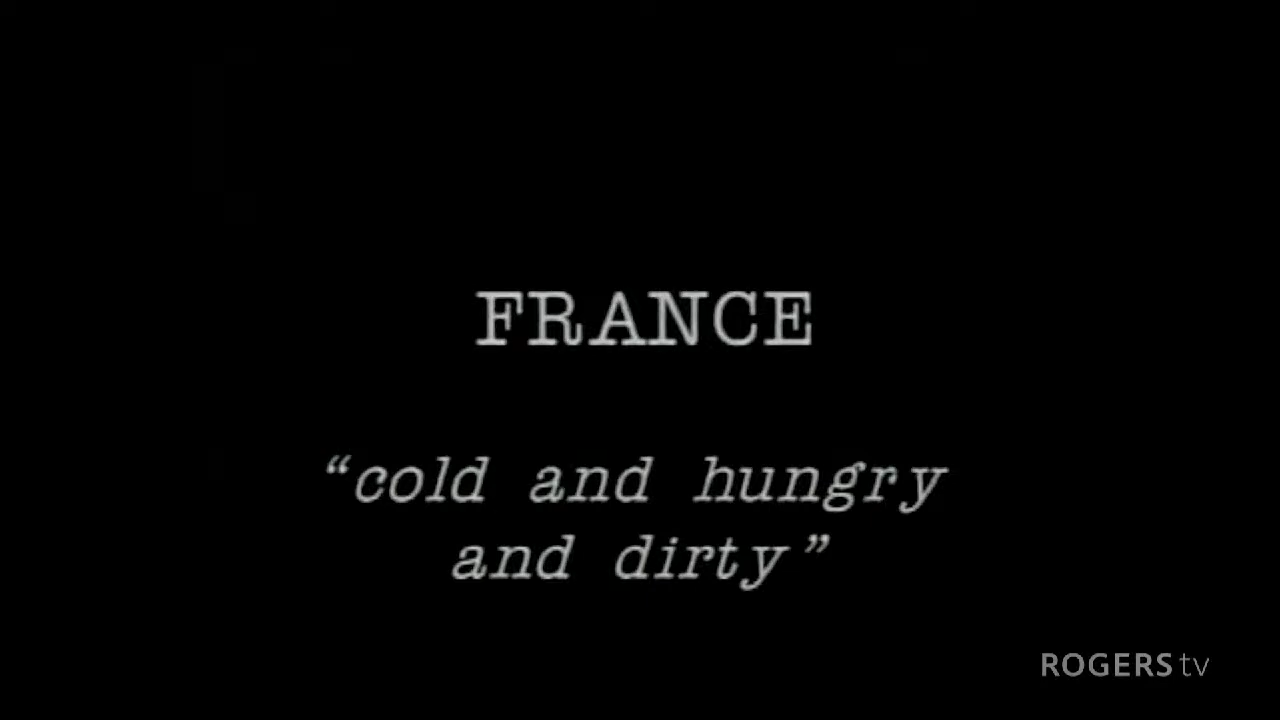 FRANCE
“cold and hungry
and dirty”
ROGERS tv